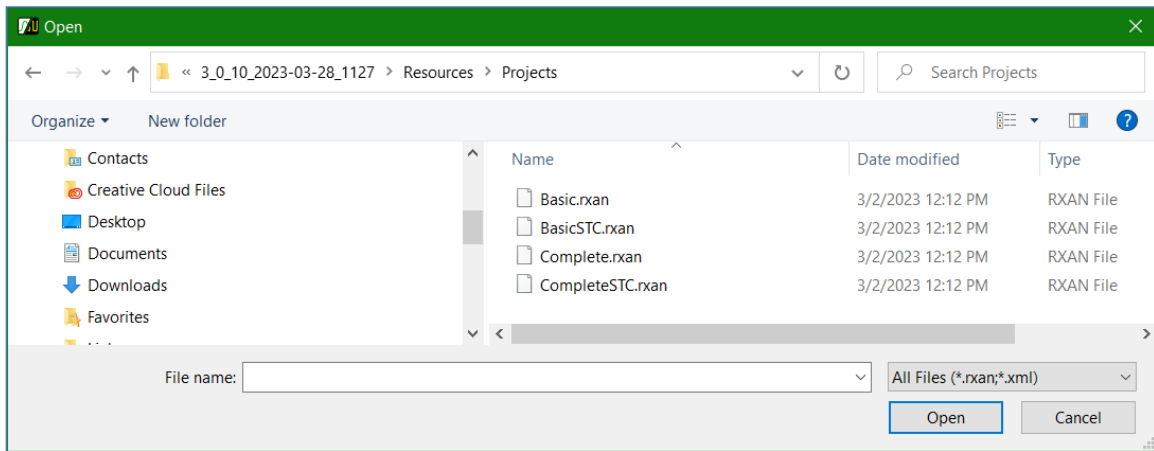 Open
« 3_0_10_2023-03-28_1127 > Resources > Projects
Search Projects
Organize
New folder
?
Contacts
Creative Cloud Files
Desktop
Documents
Downloads
Favorites
Name Date modified Type
Basic.rxan 3/2/2023 12:12 PM RXAN File
BasicSTC.rxan 3/2/2023 12:12 PM RXAN File
Complete.rxan 3/2/2023 12:12 PM RXAN File
CompleteSTC.rxan 3/2/2023 12:12 PM RXAN File
File name:
All Files (*.rxan;*.xml)
Open
Cancel